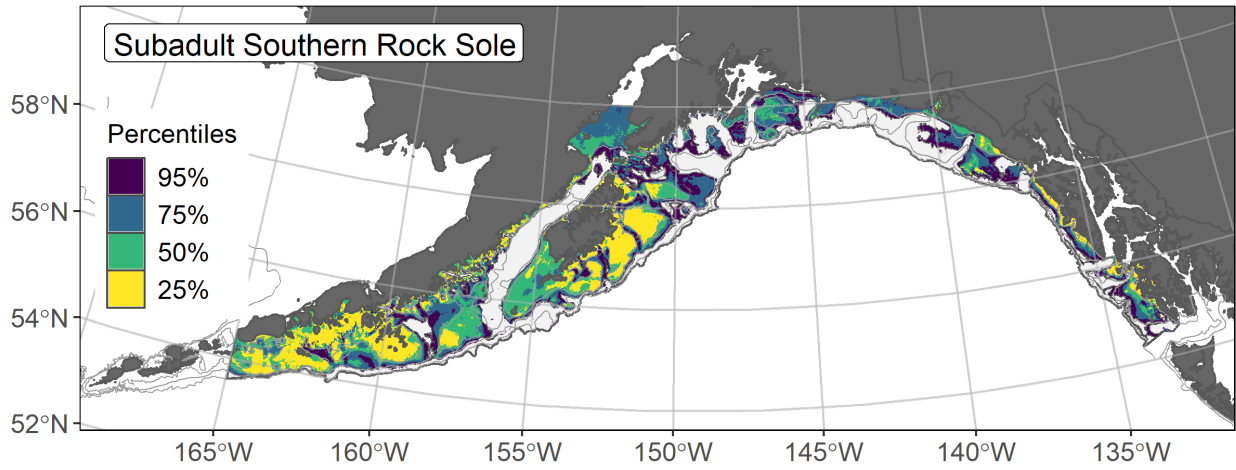 Subadult Southern Rock Sole
58°N
56°N
54°N
52°N
Percentiles
95%
75%
50%
25%
165°W
160°W
155°W
150°W
145°W
140°W
135°W